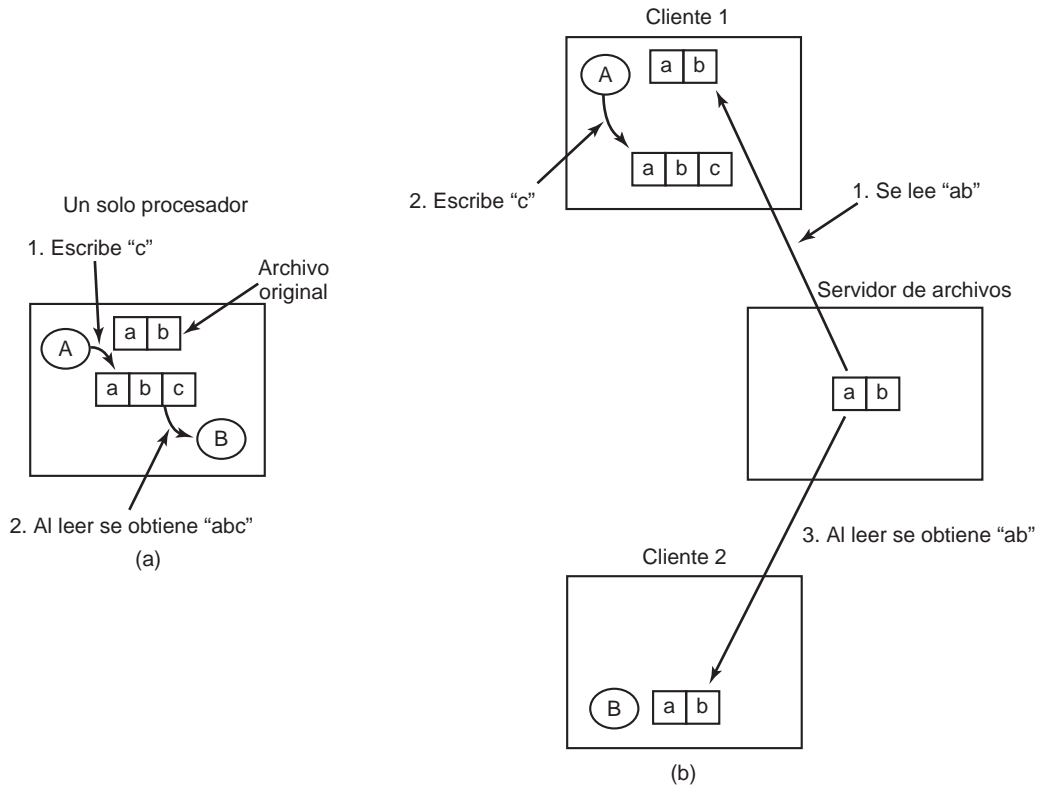 Un solo procesador
1. Escribe “c”
Archivo
original
A
a b
a b c
B
2. Al leer se obtiene “abc”
(a)
Cliente 1
A
a b
a b c
2. Escribe “c”
1. Se lee “ab”
Servidor de archivos
a b
3. Al leer se obtiene “ab”
Cliente 2
B
a b
(b)